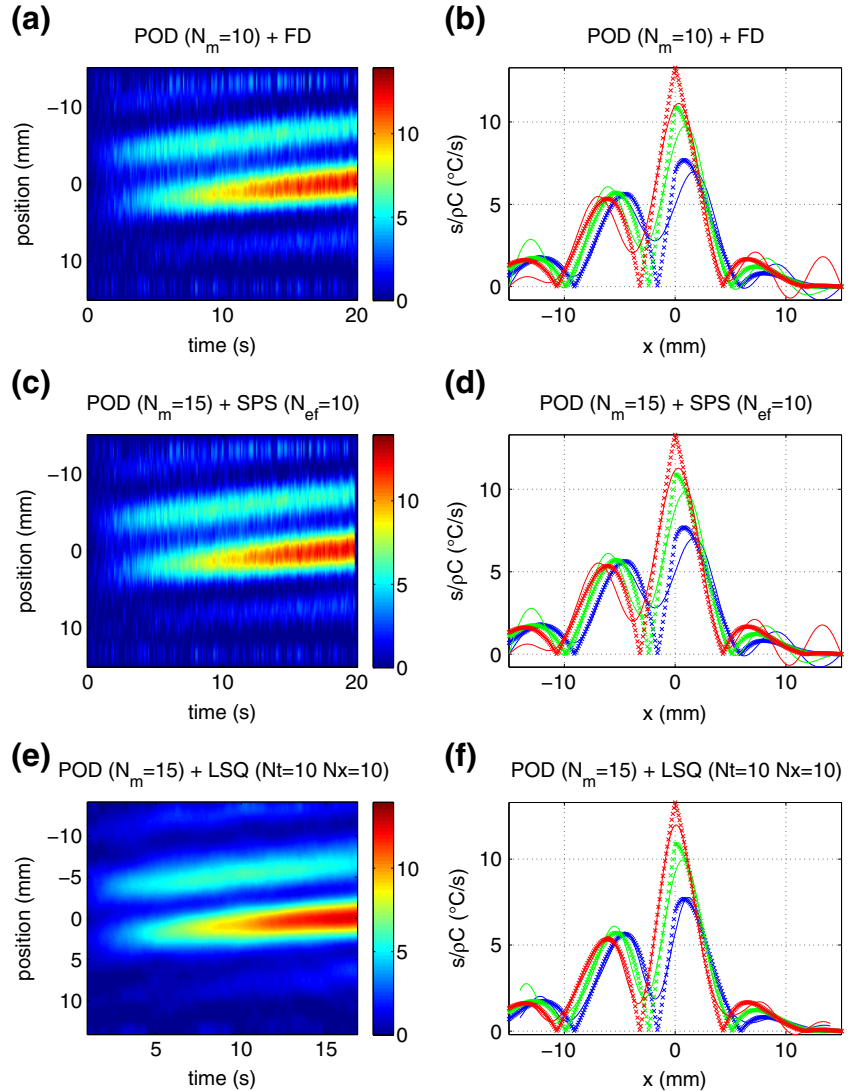 (a)
POD (N_m=10) + FD
position (mm)
−10
0
10
0
10
20
time (s)
10
5
0
(b)
POD (N_m=10) + FD
s/ρC (°C/s)
10
5
0
−10
0
10
x (mm)
(c)
POD (N_m=15) + SPS (N_ef=10)
position (mm)
−10
0
10
0
10
20
time (s)
10
5
0
(d)
POD (N_m=15) + SPS (N_ef=10)
s/ρC (°C/s)
10
5
0
−10
0
10
x (mm)
(e)
POD (N_m=15) + LSQ (Nt=10 Nx=10)
position (mm)
−10
−5
0
5
10
5
10
15
time (s)
10
5
0
(f)
POD (N_m=15) + LSQ (Nt=10 Nx=10)
s/ρC (°C/s)
10
5
0
−10
0
10
x (mm)